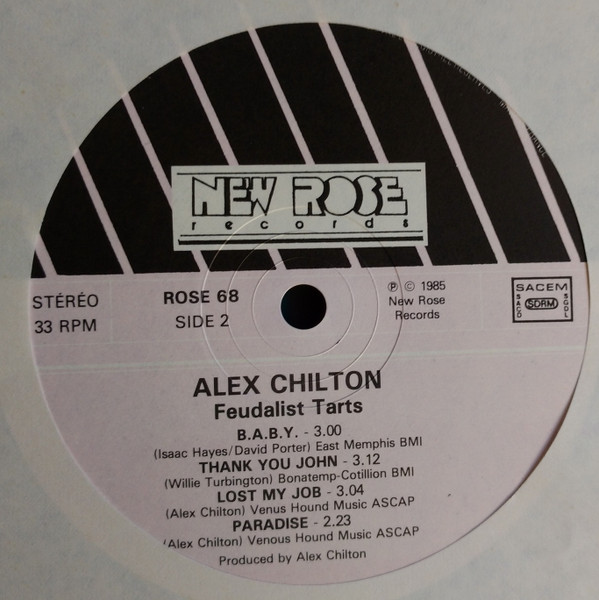 NEW ROSE
records
STÉRÉO
33 RPM
ROSE 68
SIDE 2
℗ © 1985
New Rose
Records
SACEM
SACD
SDRM
SGDL
ALEX CHILTON
Feudalist Tarts
B.A.B.Y. - 3.00
(Isaac Hayes/David Porter) East Memphis BMI
THANK YOU JOHN - 3.12
(Willie Turbington) Bonatemp-Cotillion BMI
LOST MY JOB - 3.04
(Alex Chilton) Venus Hound Music ASCAP
PARADISE - 2.23
(Alex Chilton) Venous Hound Music ASCAP
Produced by Alex Chilton